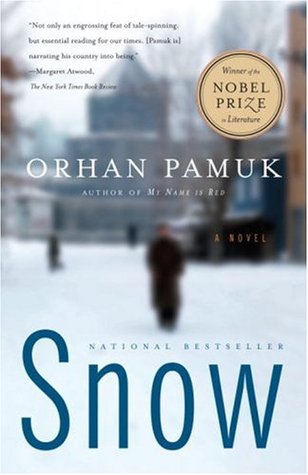 "Not only an engrossing feat of tale-spinning,
but essential reading for our times. [Pamuk is]
narrating his country into being."
—Margaret Atwood,
The New York Times Book Review
Winner of the
NOBEL
PRIZE
in Literature
ORHAN PAMUK
AUTHOR OF MY NAME IS RED
A NOVEL
NATIONAL BESTSELLER
Snow